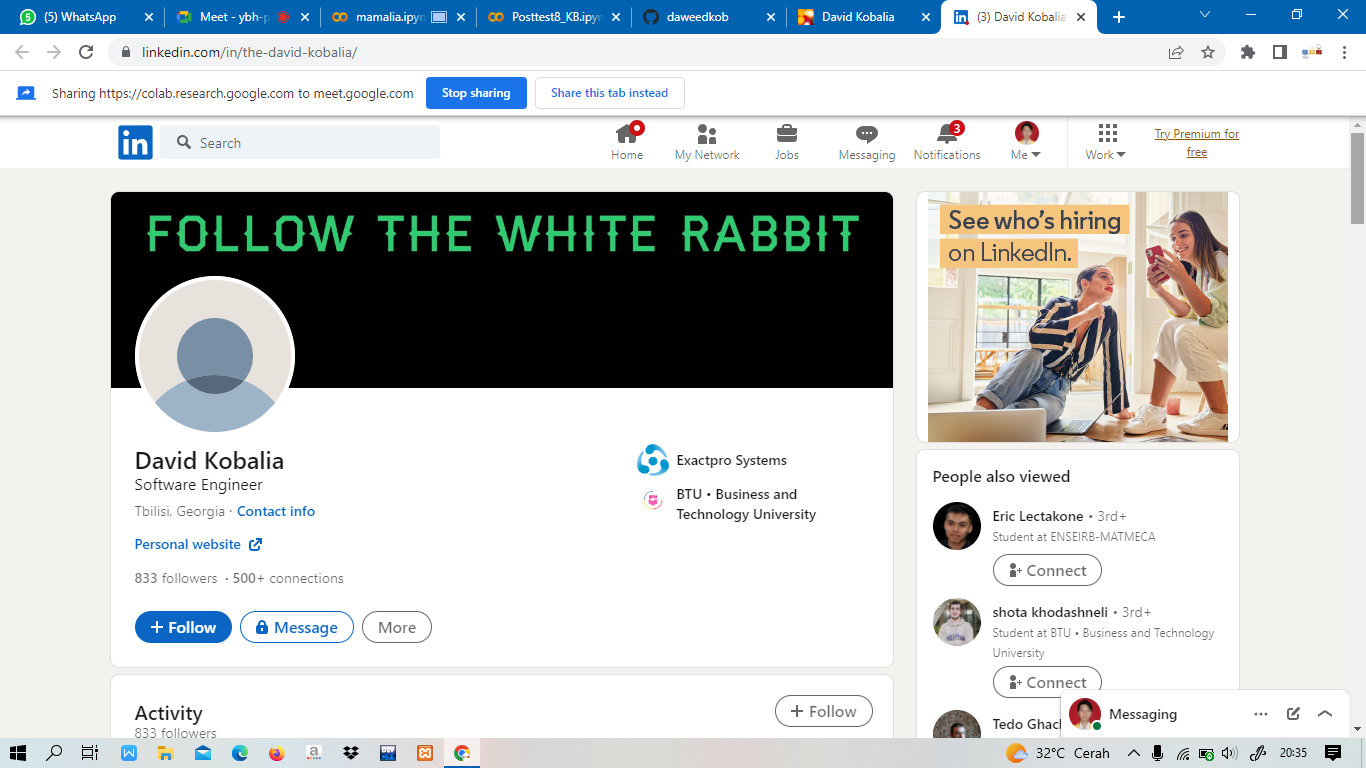 (5) WhatsApp
Meet - ybh-p
mamalia.ipyn
Posttest8_KB.ipyn
daweedkob
David Kobalia
(3) David Kobalia
linkedin.com/in/the-david-kobalia/
Sharing https://colab.research.google.com to meet.google.com
Stop sharing
Share this tab instead
in
Search
Home
My Network
Jobs
Messaging
3
Notifications
Me
Work
Try Premium for
free
FOLLOW THE WHITE RABBIT
David Kobalia
Software Engineer
Tbilisi, Georgia · Contact info
Personal website
833 followers · 500+ connections
Exactpro Systems
BTU • Business and
Technology University
+ Follow
Message
More
Activity
833 followers
+ Follow
See who's hiring
on LinkedIn.
People also viewed
Eric Lectakone • 3rd+
Student at ENSEIRB-MATMECA
Connect
shota khodashneli • 3rd+
Student at BTU • Business and Technology
University
Connect
Tedo Ghach
Messaging
32°C Cerah
20:35